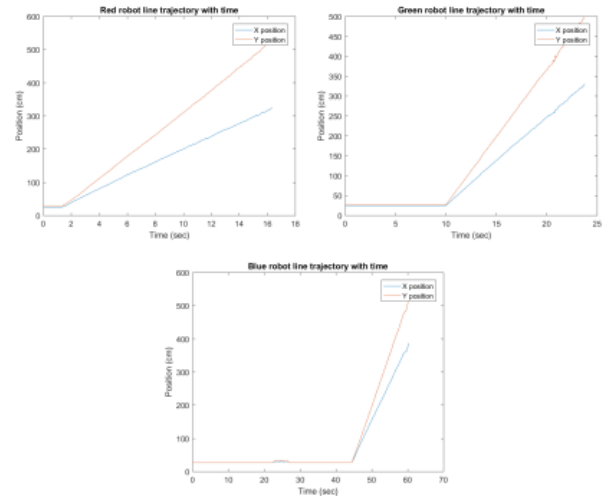 Red robot line trajectory with time
X position
Y position
600
500
400
300
200
100
0
Position (cm)
0 2 4 6 8 10 12 14 16 18
Time (sec)
Green robot line trajectory with time
X position
Y position
500
450
400
350
300
250
200
150
100
50
0
Position (cm)
0 5 10 15 20 25
Time (sec)
Blue robot line trajectory with time
X position
Y position
600
500
400
300
200
100
0
Position (cm)
0 10 20 30 40 50 60 70
Time (sec)